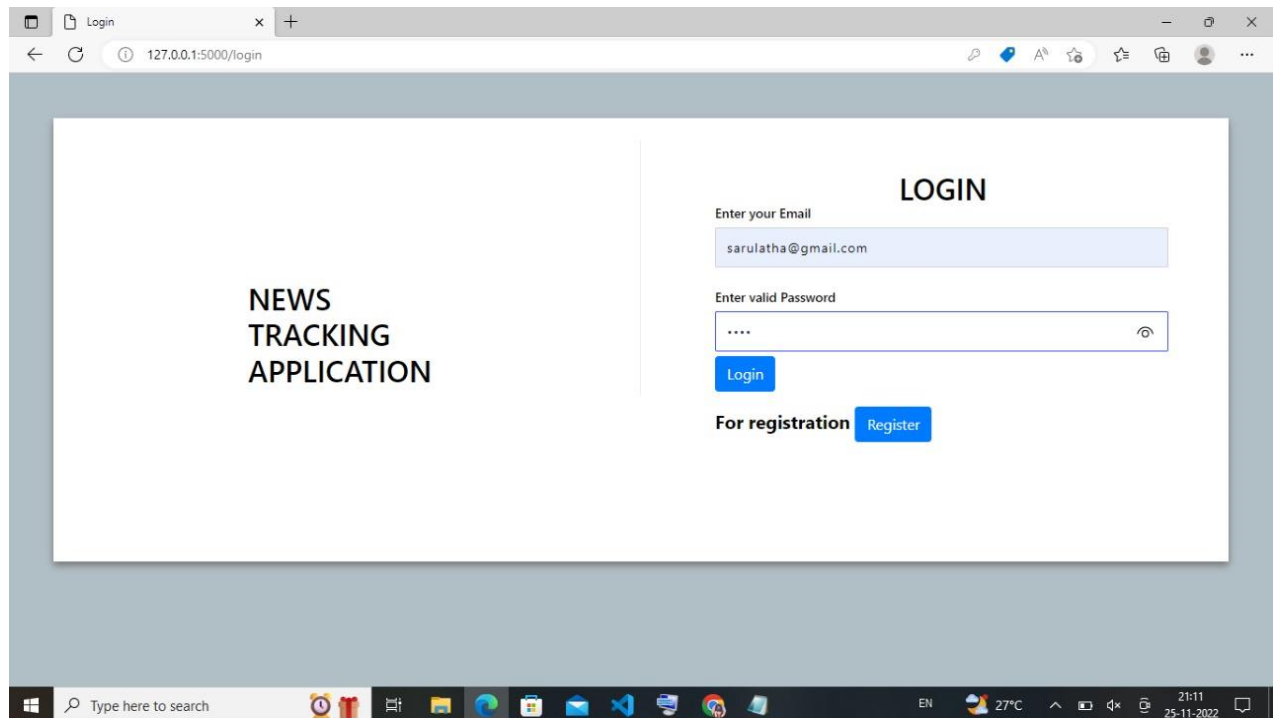 Login
127.0.0.1:5000/login
NEWS
TRACKING
APPLICATION
LOGIN
Enter your Email
sarulatha@gmail.com
Enter valid Password
••••
Login
For registration Register
Type here to search
EN 27°C 21:11
25-11-2022